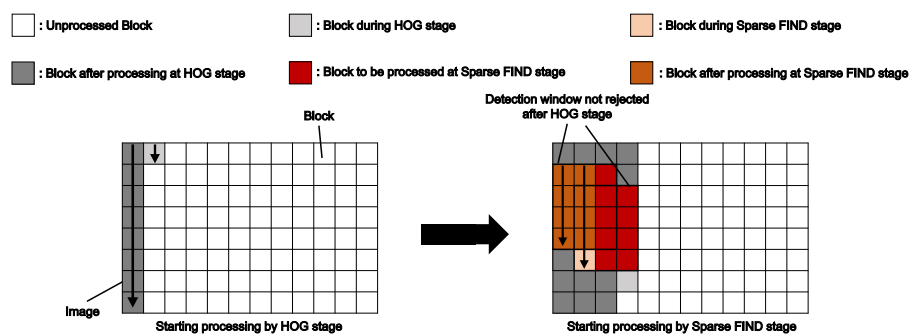 : Unprocessed Block
: Block during HOG stage
: Block during Sparse FIND stage
: Block after processing at HOG stage
: Block to be processed at Sparse FIND stage
: Block after processing at Sparse FIND stage
Block
Detection window not rejected
after HOG stage
Image
Starting processing by HOG stage
Starting processing by Sparse FIND stage